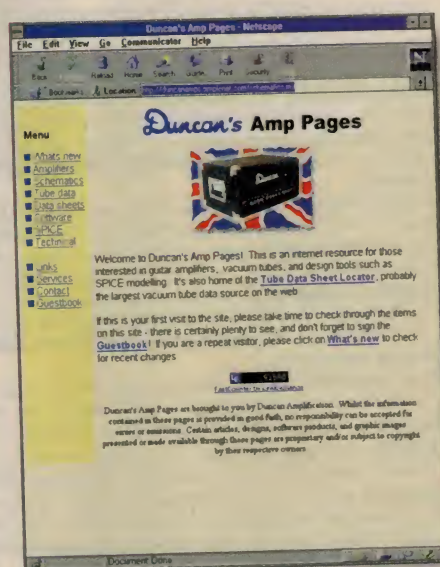 Duncan's Amp Pages - Netscape
File Edit View Go Communicator Help
Back Reload Home Search Guide Print Security
Bookmarks Location:
Duncan's Amp Pages
Menu
Whats new
Amplifiers
Schematics
Tube data
Data sheets
Software
SPICE
Technical
Links
Services
Contact
Guestbook
Duncan
Welcome to Duncan's Amp Pages! This is an internet resource for those
interested in guitar amplifiers, vacuum tubes, and design tools such as
SPICE modelling. It's also home of the Tube Data Sheet Locator, probably
the largest vacuum tube data source on the web
If this is your first visit to the site, please take time to check through the items
on this site - there is certainly plenty to see, and don't forget to sign the
Guestbook! If you are a repeat visitor, please click on What's new to check
for recent changes
FastCounter by LinkExchange
Duncan's Amp Pages are brought to you by Duncan Amplification. Whilst the information
contained in these pages is provided in good faith, no responsibility can be accepted for
errors or omissions. Certain articles, designs, software products, and graphic images
presented or made available through these pages are proprietary and/or subject to copyright
by their respective owners
Document Done